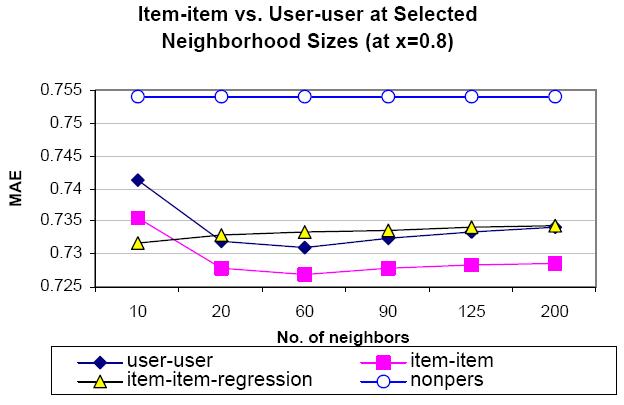 Item-item vs. User-user at Selected
Neighborhood Sizes (at x=0.8)
0.755
0.75
0.745
0.74
0.735
0.73
0.725
MAE
10 20 60 90 125 200
No. of neighbors
user-user item-item
item-item-regression nonpers